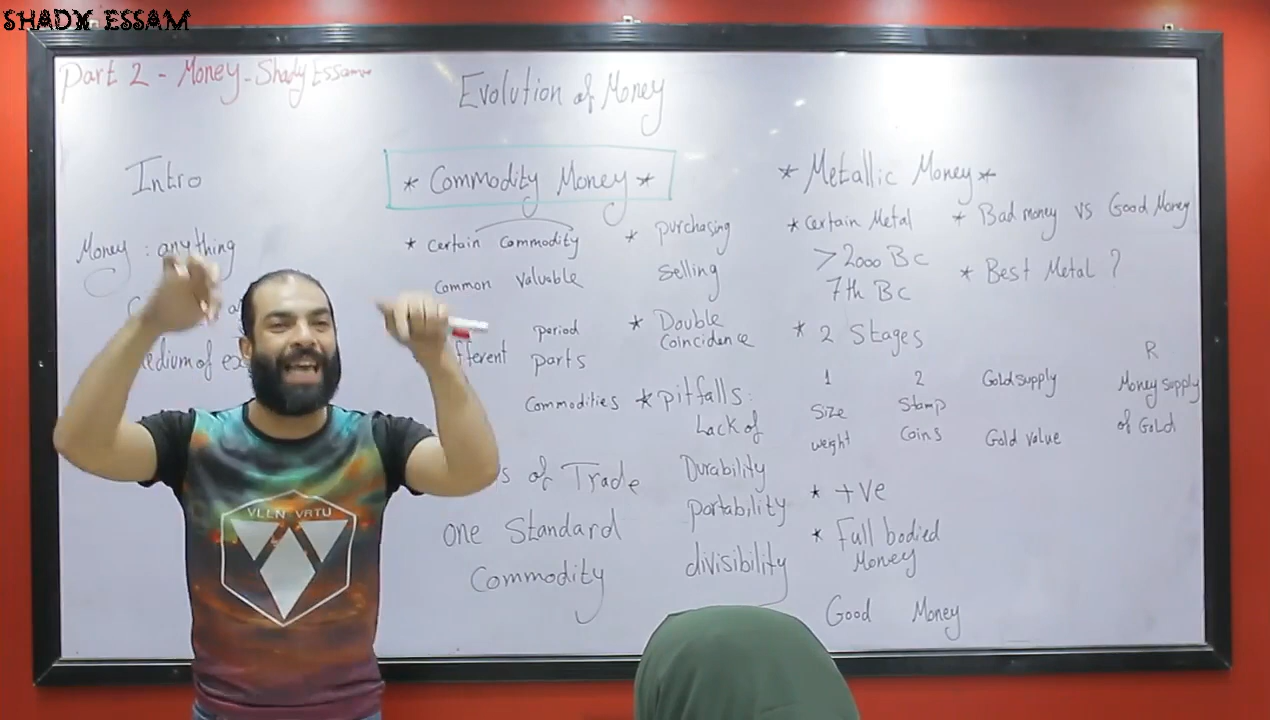 SHADY ESSAM
Part 2 - Money - Shady Essam
Evolution of Money
Intro
Money : anything
medium of ex
* Commodity Money *
* Certain Commodity
common valuable
period
fferent parts
Commodities
s of Trade
one Standard
Commodity
* purchasing
selling
* Double
Coincidence
* pitfalls:
Lack of
Durability
portability
divisibility
* Metallic Money *
* Certain Metal
> 2000 BC
7th BC
* 2 Stages
1 2
Size Stamp
weight Coins
* +ve
* Full bodied
Money
Good Money
* Bad money vs Good Money
* Best Metal ?
R
Gold supply Money supply
of Gold
Gold value
VLLN VRTU